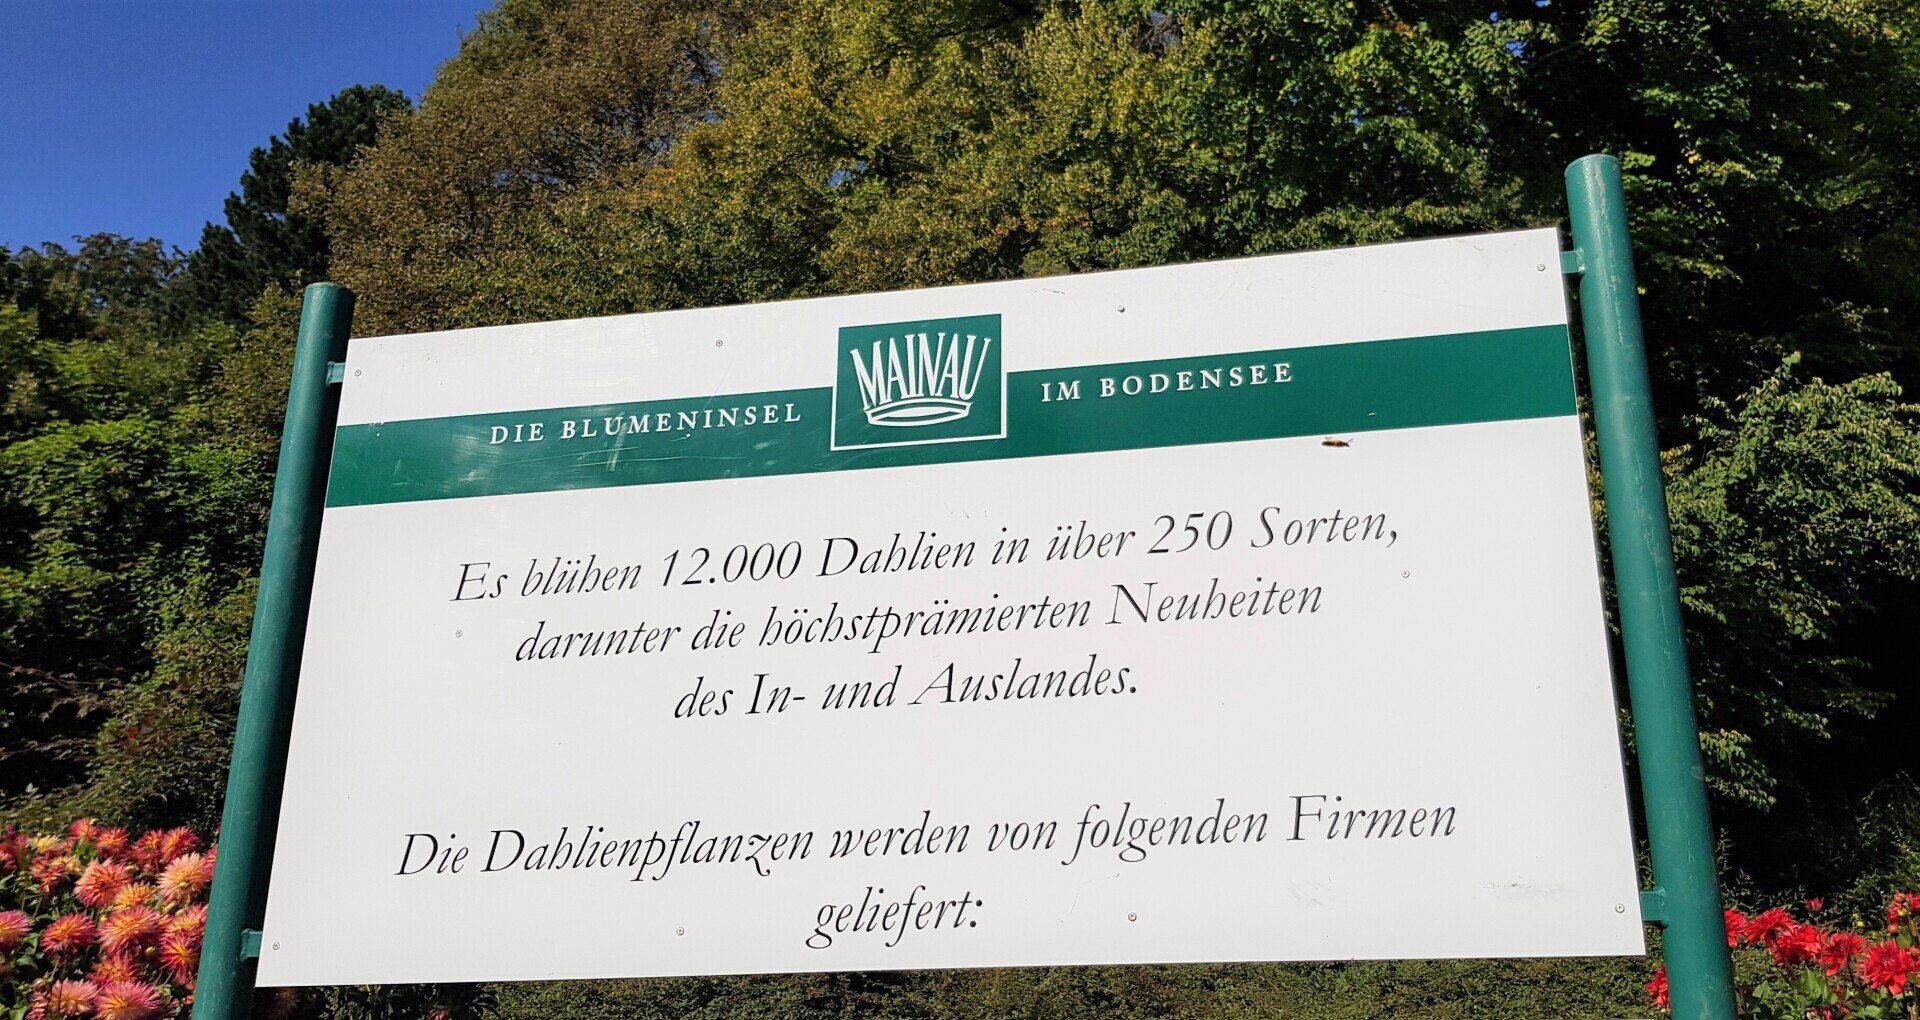 DIE BLUMENINSEL MAINAU IM BODENSEE
Es blühen 12.000 Dahlien in über 250 Sorten,
darunter die höchstprämierten Neuheiten
des In- und Auslandes.
Die Dahlienpflanzen werden von folgenden Firmen
geliefert: